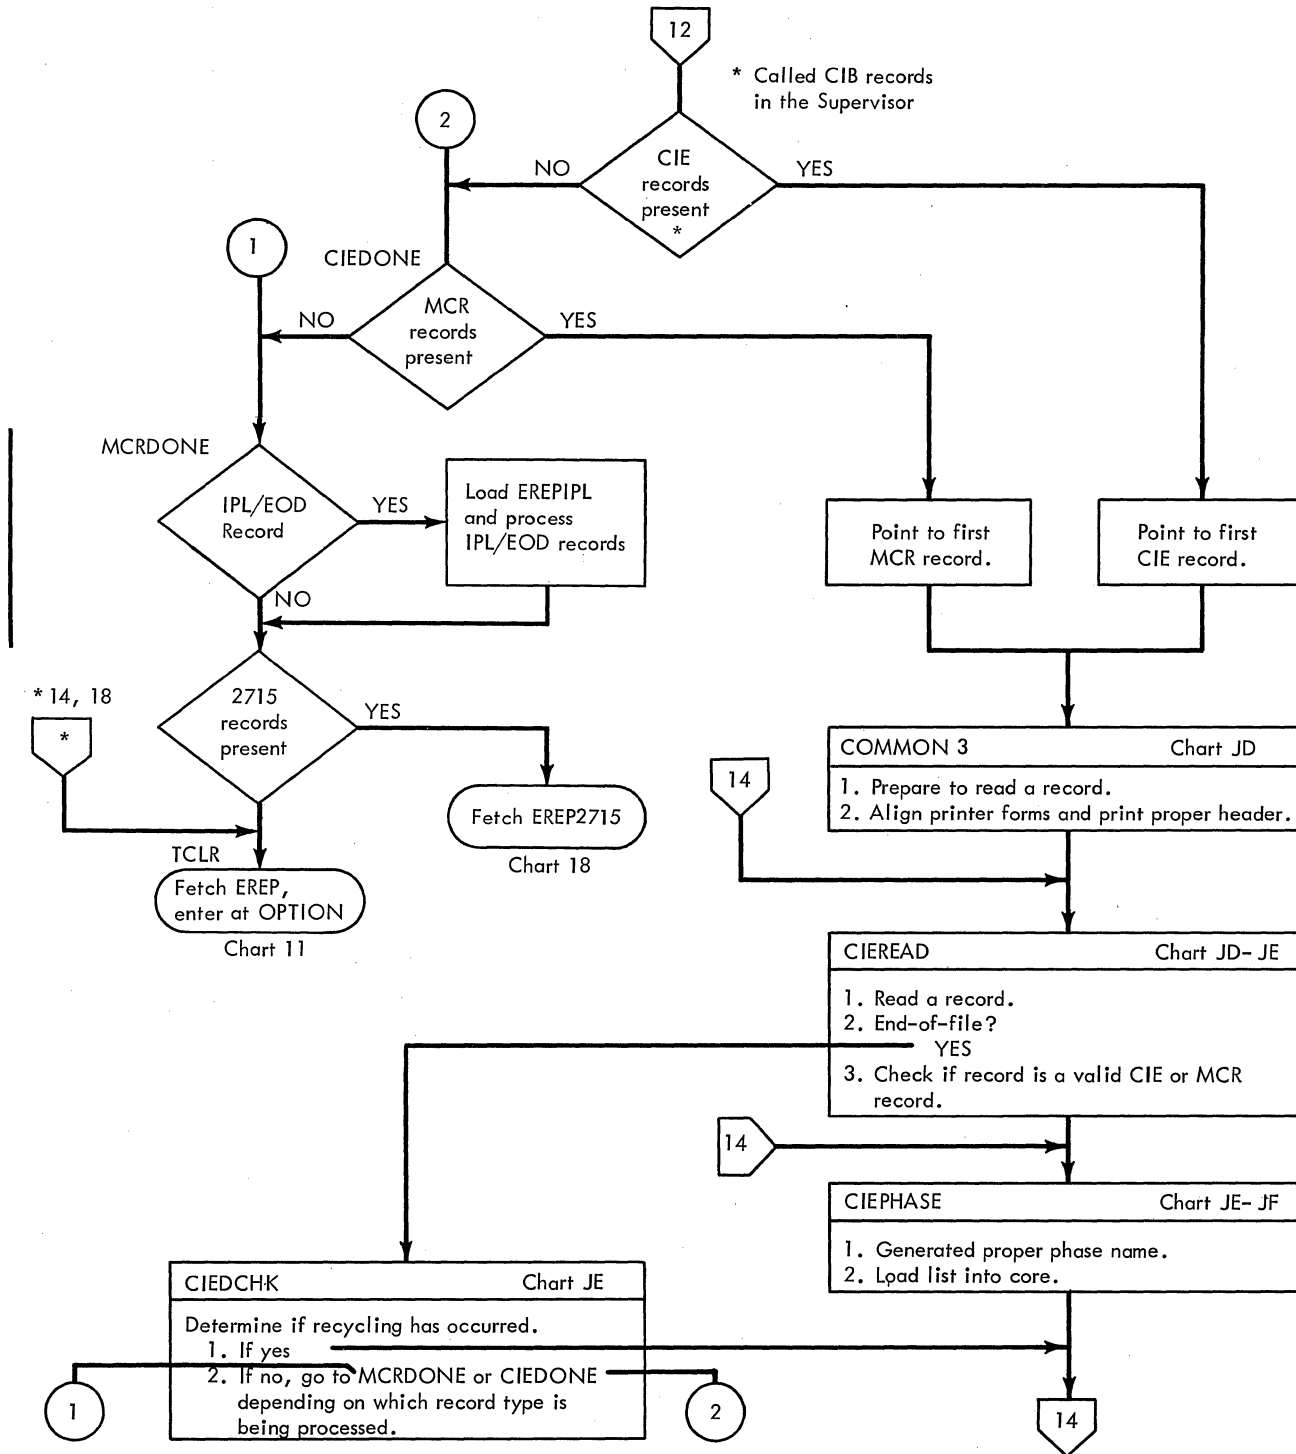 12
* Called CIB records
in the Supervisor
2
CIE
records
present
*
NO
YES
1
CIEDONE
MCR
records
present
NO
YES
MCRDONE
IPL/EOD
Record
YES
Load EREPIPL
and process
IPL/EOD records
Point to first
MCR record.
Point to first
CIE record.
NO
*14, 18
*
2715
records
present
YES
Fetch EREP2715
Chart 18
TCLR
Fetch EREP,
enter at OPTION
Chart 11
COMMON 3 Chart JD
1. Prepare to read a record.
2. Align printer forms and print proper header.
14
CIEREAD Chart JD-JE
1. Read a record.
2. End-of-file?
YES
3. Check if record is a valid CIE or MCR
record.
14
CIEPHASE Chart JE-JF
1. Generated proper phase name.
2. Load list into core.
CIEDCHK Chart JE
Determine if recycling has occurred.
1. If yes
2. If no, go to MCRDONE or CIEDONE
depending on which record type is
being processed.
1
2
14